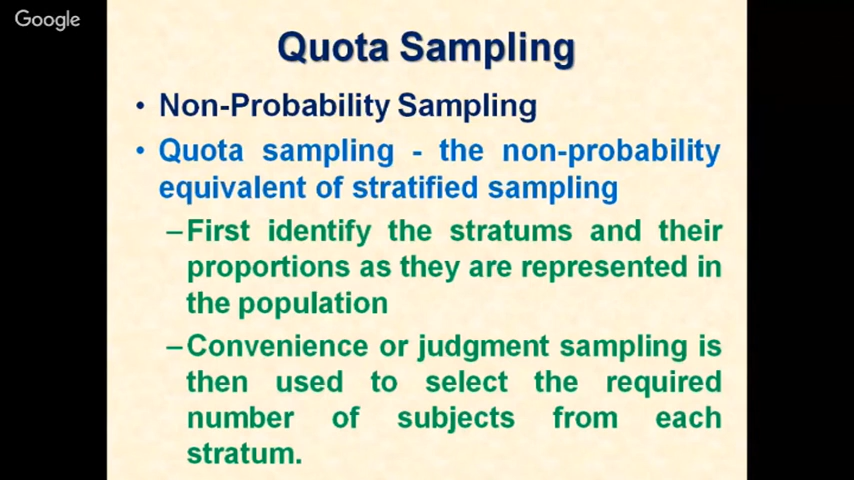 Google
Quota Sampling
• Non-Probability Sampling
• Quota sampling - the non-probability
equivalent of stratified sampling
–First identify the stratums and their
proportions as they are represented in
the population
–Convenience or judgment sampling is
then used to select the required
number of subjects from each
stratum.